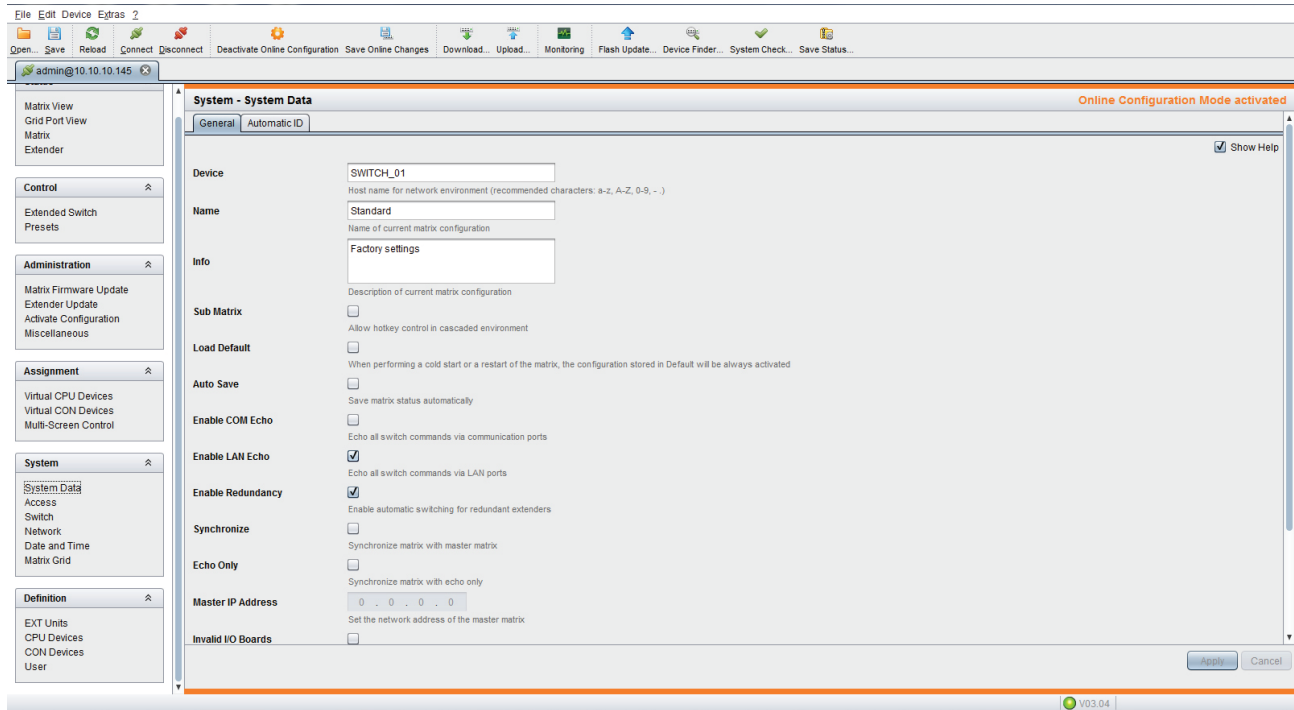 File Edit Device Extras ?
Open... Save Reload Connect Disconnect Deactivate Online Configuration Save Online Changes Download... Upload... Monitoring Flash Update... Device Finder... System Check... Save Status...
admin@10.10.10.145
Matrix View
Grid Port View
Matrix
Extender
Control
Extended Switch
Presets
Administration
Matrix Firmware Update
Extender Update
Activate Configuration
Miscellaneous
Assignment
Virtual CPU Devices
Virtual CON Devices
Multi-Screen Control
System
System Data
Access
Switch
Network
Date and Time
Matrix Grid
Definition
EXT Units
CPU Devices
CON Devices
User
System - System Data
Online Configuration Mode activated
General Automatic ID
Show Help
Device SWITCH_01
Host name for network environment (recommended characters: a-z, A-Z, 0-9, - .)
Name Standard
Name of current matrix configuration
Info Factory settings
Description of current matrix configuration
Sub Matrix
Allow hotkey control in cascaded environment
Load Default
When performing a cold start or a restart of the matrix, the configuration stored in Default will be always activated
Auto Save
Save matrix status automatically
Enable COM Echo
Echo all switch commands via communication ports
Enable LAN Echo
Echo all switch commands via LAN ports
Enable Redundancy
Enable automatic switching for redundant extenders
Synchronize
Synchronize matrix with master matrix
Echo Only
Synchronize matrix with echo only
Master IP Address 0 . 0 . 0 . 0
Set the network address of the master matrix
Invalid I/O Boards
Apply Cancel
V03.04